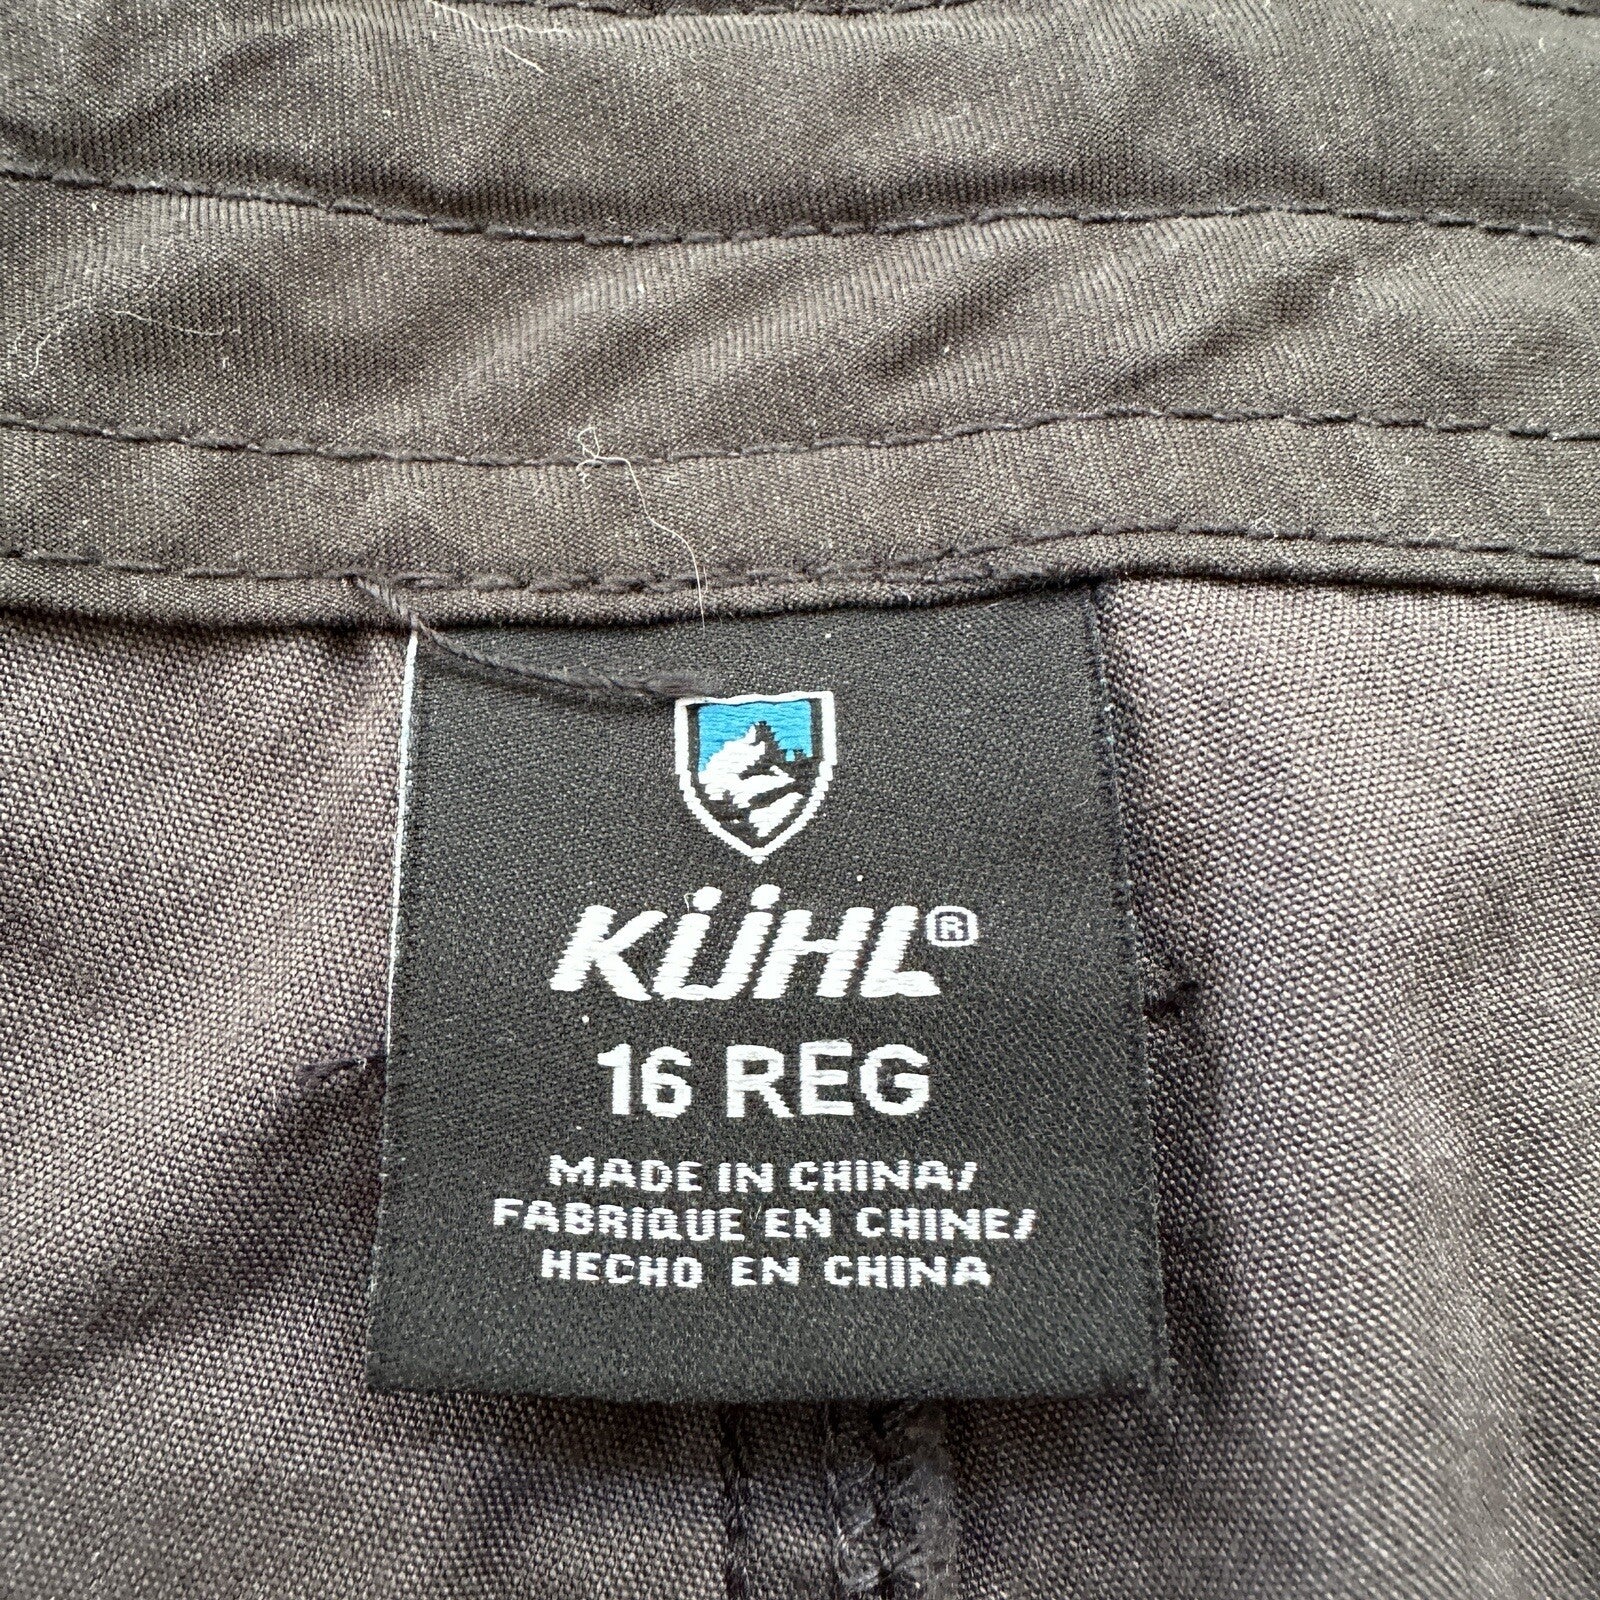 KÜHL®
16 REG
MADE IN CHINA/
FABRIQUE EN CHINE/
HECHO EN CHINA